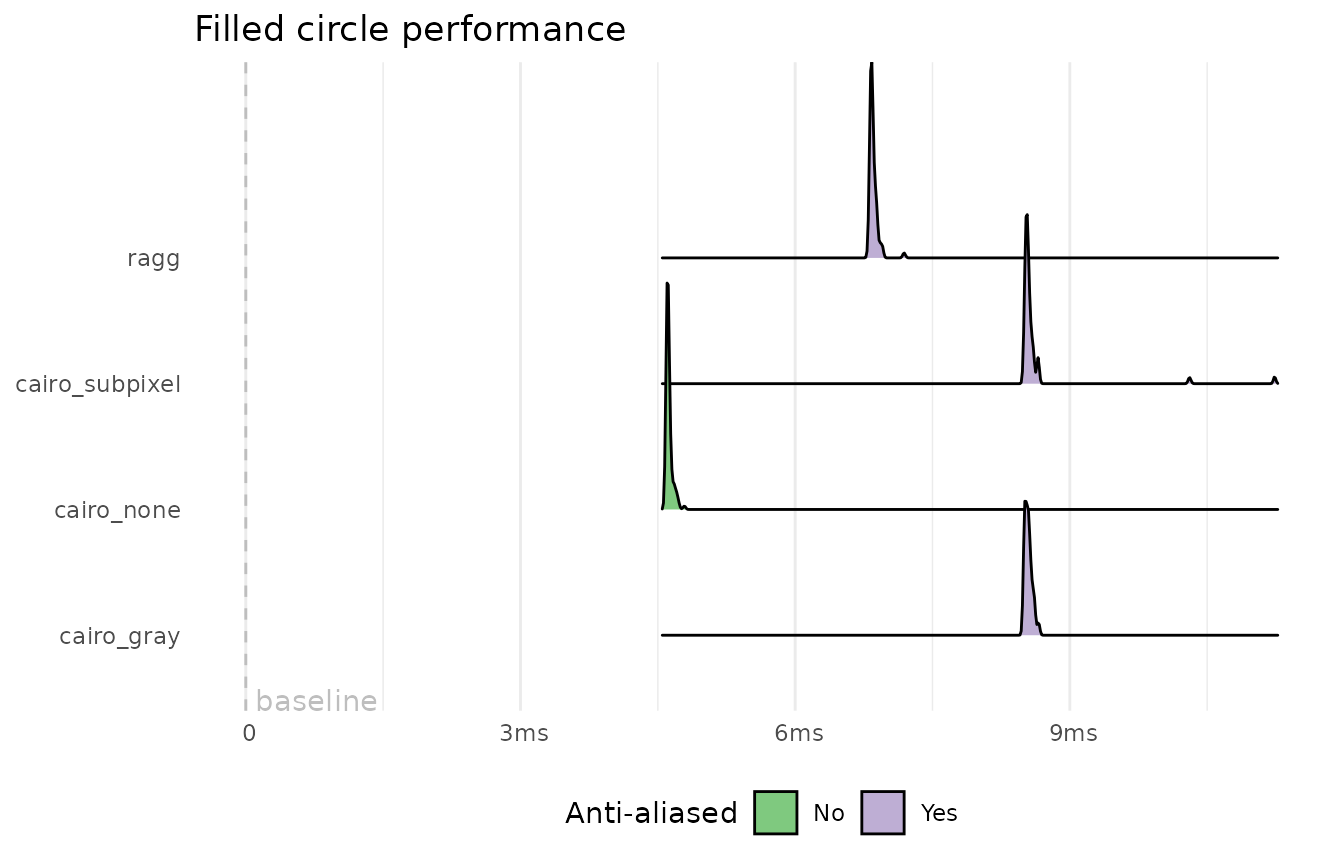 Filled circle performance
ragg
cairo_subpixel
cairo_none
cairo_gray
baseline
0 3ms 6ms 9ms
Anti-aliased No Yes